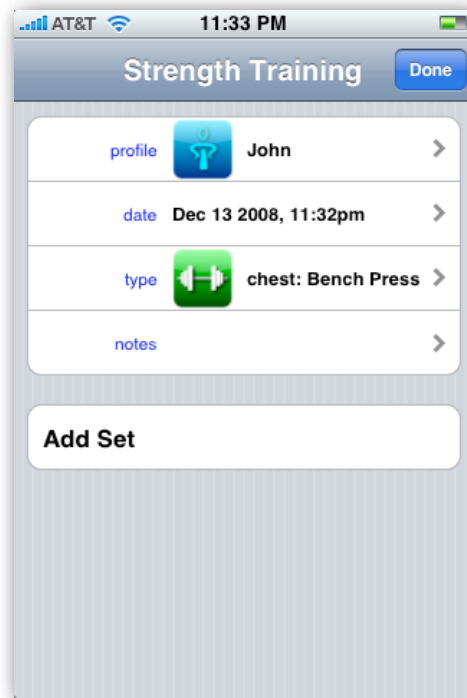 AT&T 11:33 PM
Strength Training Done
profile John
date Dec 13 2008, 11:32pm
type chest: Bench Press
notes
Add Set